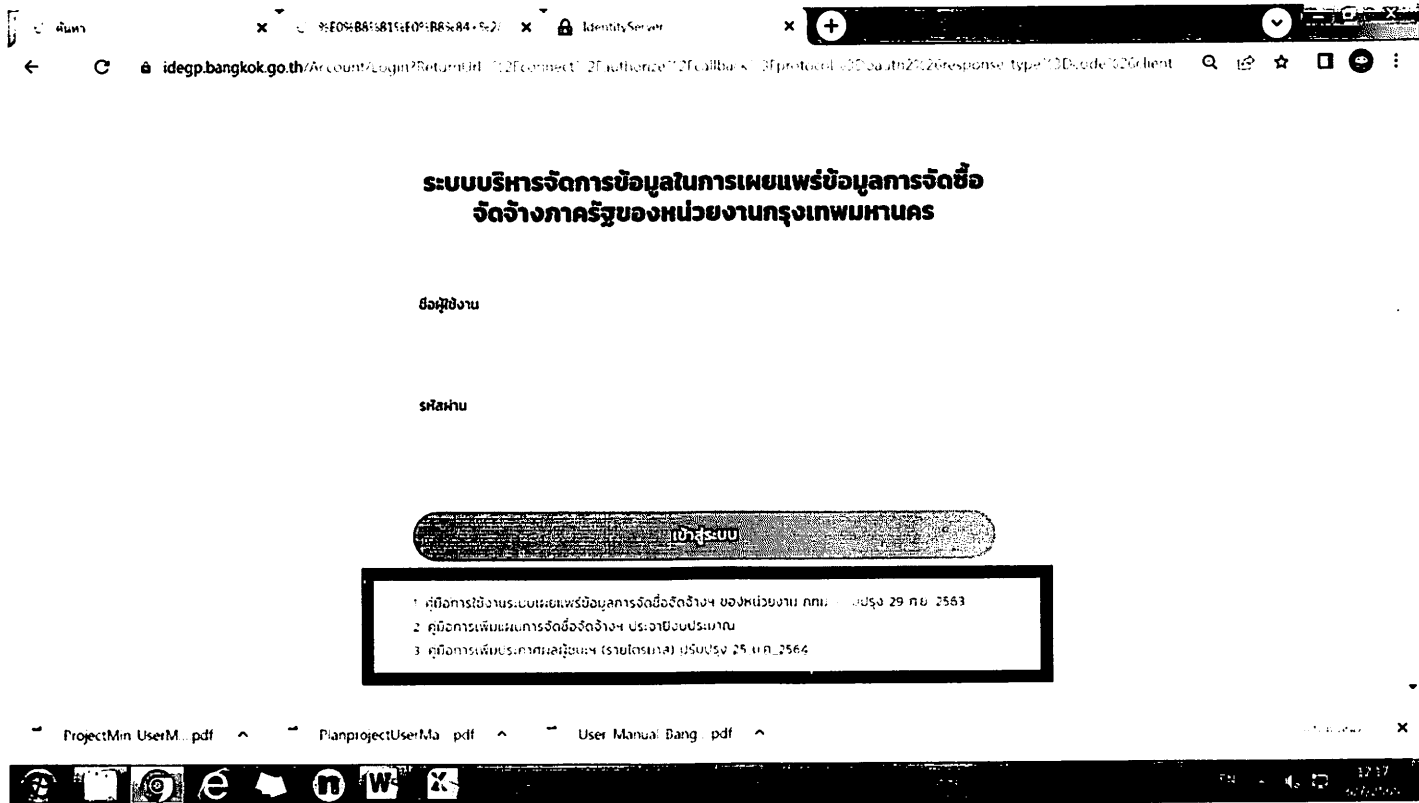 ค้นหา
IdentityServer
idegp.bangkok.go.th/Account/Login?ReturnUrl
ระบบบริหารจัดการข้อมูลในการเผยแพร่ข้อมูลการจัดซื้อ
จัดจ้างภาครัฐของหน่วยงานกรุงเทพมหานคร
ชื่อผู้ใช้งาน
รหัสผ่าน
เข้าสู่ระบบ
1 คู่มือการใช้งานระบบเผยแพร่ข้อมูลการจัดซื้อจัดจ้างฯ ของหน่วยงาน กทม 29 กย 2563
2 คู่มือการเพิ่มแผนการจัดซื้อจัดจ้างฯ ประจำปีงบประมาณ
3 คู่มือการเพิ่มประกาศผลผู้ชนะฯ (รายไตรมาส) ปรับปรุง 25 ม.ค_2564
ProjectMin UserM...pdf
PlanprojectUserMa pdf
User Manual Bang pdf
12:17